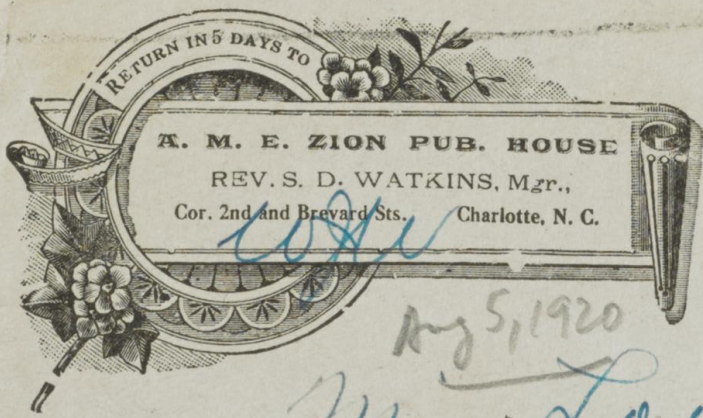 RETURN IN 5 DAYS TO
A. M. E. ZION PUB. HOUSE
REV. S. D. WATKINS, Mgr.,
Cor. 2nd and Brevard Sts. Charlotte, N. C.
Aug 5, 1920